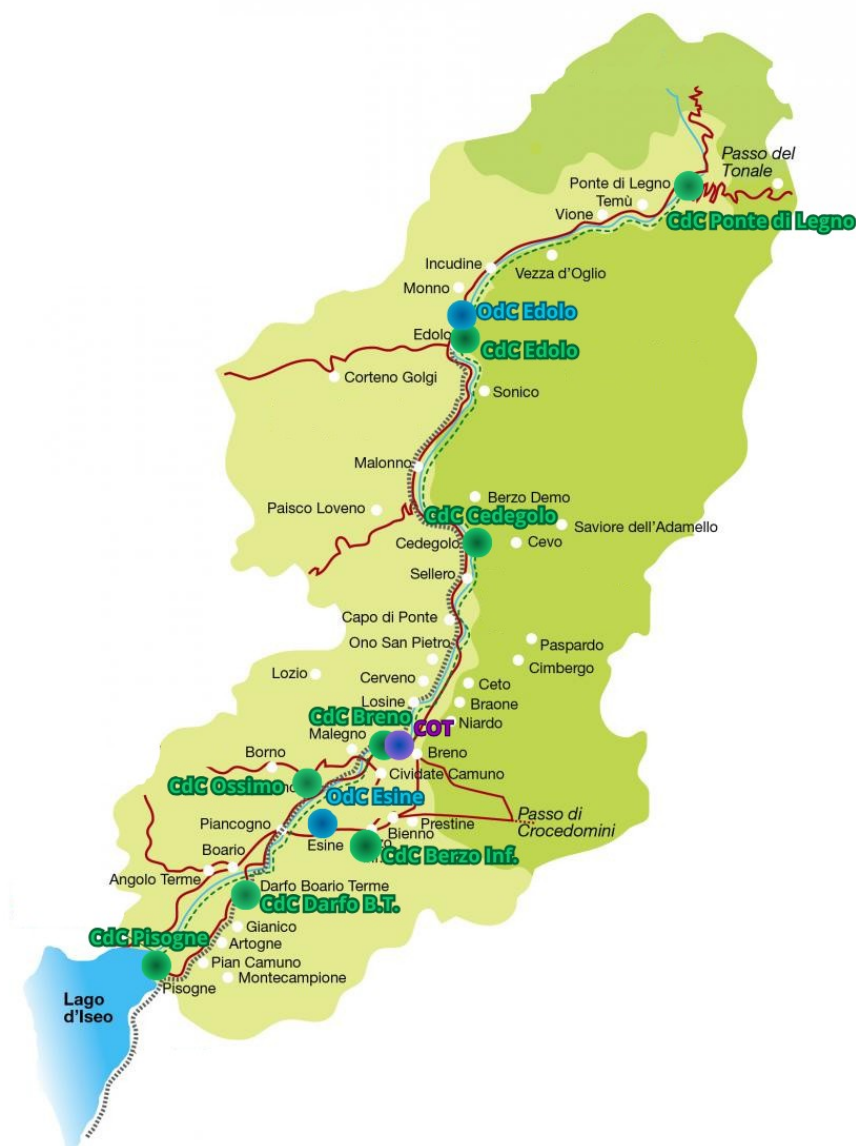 Passo del
Tonale
Ponte di Legno
Temù
Vione
CdC Ponte di Legno
Incudine
Vezza d'Oglio
Monno
OdC Edolo
Edolo
CdC Edolo
Corteno Golgi
Sonico
Malonno
Berzo Demo
Paisco Loveno
CdC Cedegolo
Saviore dell'Adamello
Cedegolo
Cevo
Sellero
Capo di Ponte
Ono San Pietro
Paspardo
Cimbergo
Lozio
Cerveno
Ceto
Losine
Braone
CdC Breno
COT
Niardo
Malegno
Borno
Breno
Cividate Camuno
CdC Ossimo
OdC Esine
Piancogno
Passo di
Crocedomini
Prestine
Bienno
Esine
CdC Berzo Inf.
Boario
Angolo Terme
Darfo Boario Terme
CdC Darfo B.T.
Gianico
CdC Pisogne
Artogne
Pian Camuno
Montecampione
Pisogne
Lago
d'Iseo